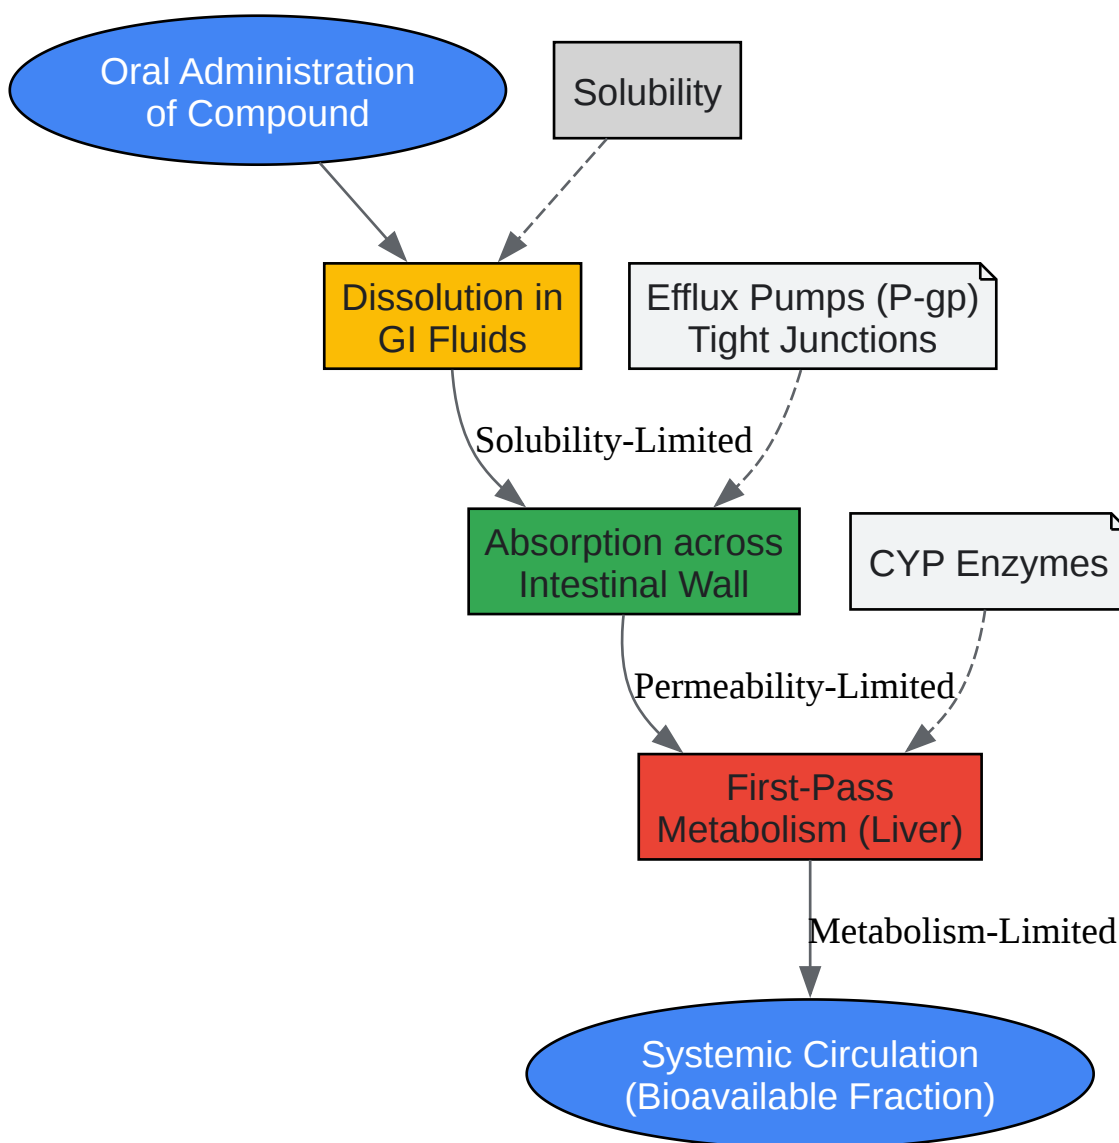 Oral Administration
of Compound
Solubility
Dissolution in
GI Fluids
Efflux Pumps (P-gp)
Tight Junctions
Solubility-Limited
Absorption across
Intestinal Wall
CYP Enzymes
Permeability-Limited
First-Pass
Metabolism (Liver)
Metabolism-Limited
Systemic Circulation
(Bioavailable Fraction)